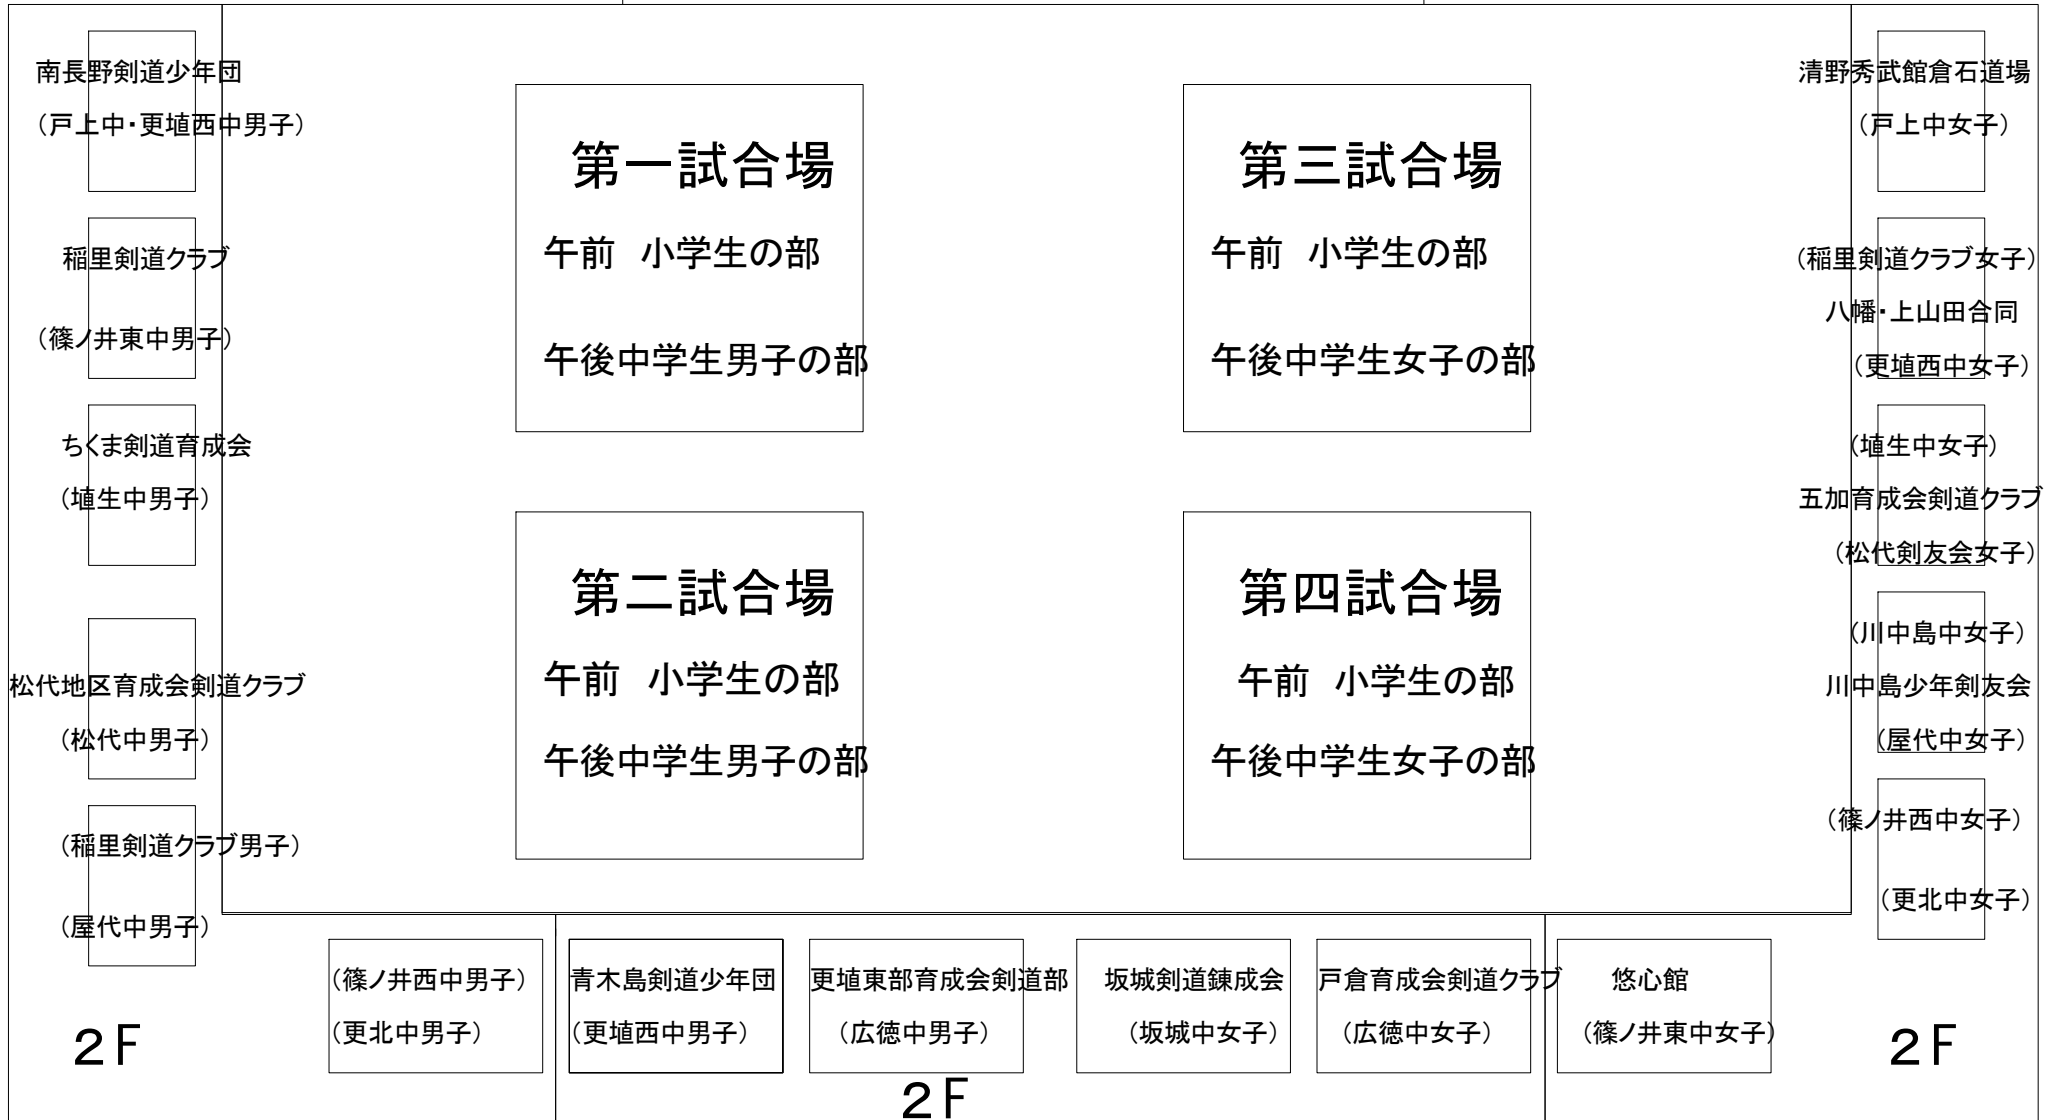 南長野剣道少年団
（戸上中・更埴西中男子）
稲里剣道クラブ
（篠ノ井東中男子）
ちくま剣道育成会
（埴生中男子）
松代地区育成会剣道クラブ
（松代中男子）
（稲里剣道クラブ男子）
（屋代中男子）
２Ｆ
第一試合場
午前　小学生の部
午後中学生男子の部
第二試合場
午前　小学生の部
午後中学生男子の部
第三試合場
午前　小学生の部
午後中学生女子の部
第四試合場
午前　小学生の部
午後中学生女子の部
清野秀武館倉石道場
（戸上中女子）
（稲里剣道クラブ女子）
八幡・上山田合同
（更埴西中女子）
（埴生中女子）
五加育成会剣道クラブ
（松代剣友会女子）
（川中島中女子）
川中島少年剣友会
（屋代中女子）
（篠ノ井西中女子）
（更北中女子）
２Ｆ
（篠ノ井西中男子）
（更北中男子）
青木島剣道少年団
（更埴西中男子）
更埴東部育成会剣道部
（広徳中男子）
坂城剣道錬成会
（坂城中女子）
戸倉育成会剣道クラブ
（広徳中女子）
悠心館
（篠ノ井東中女子）
２Ｆ